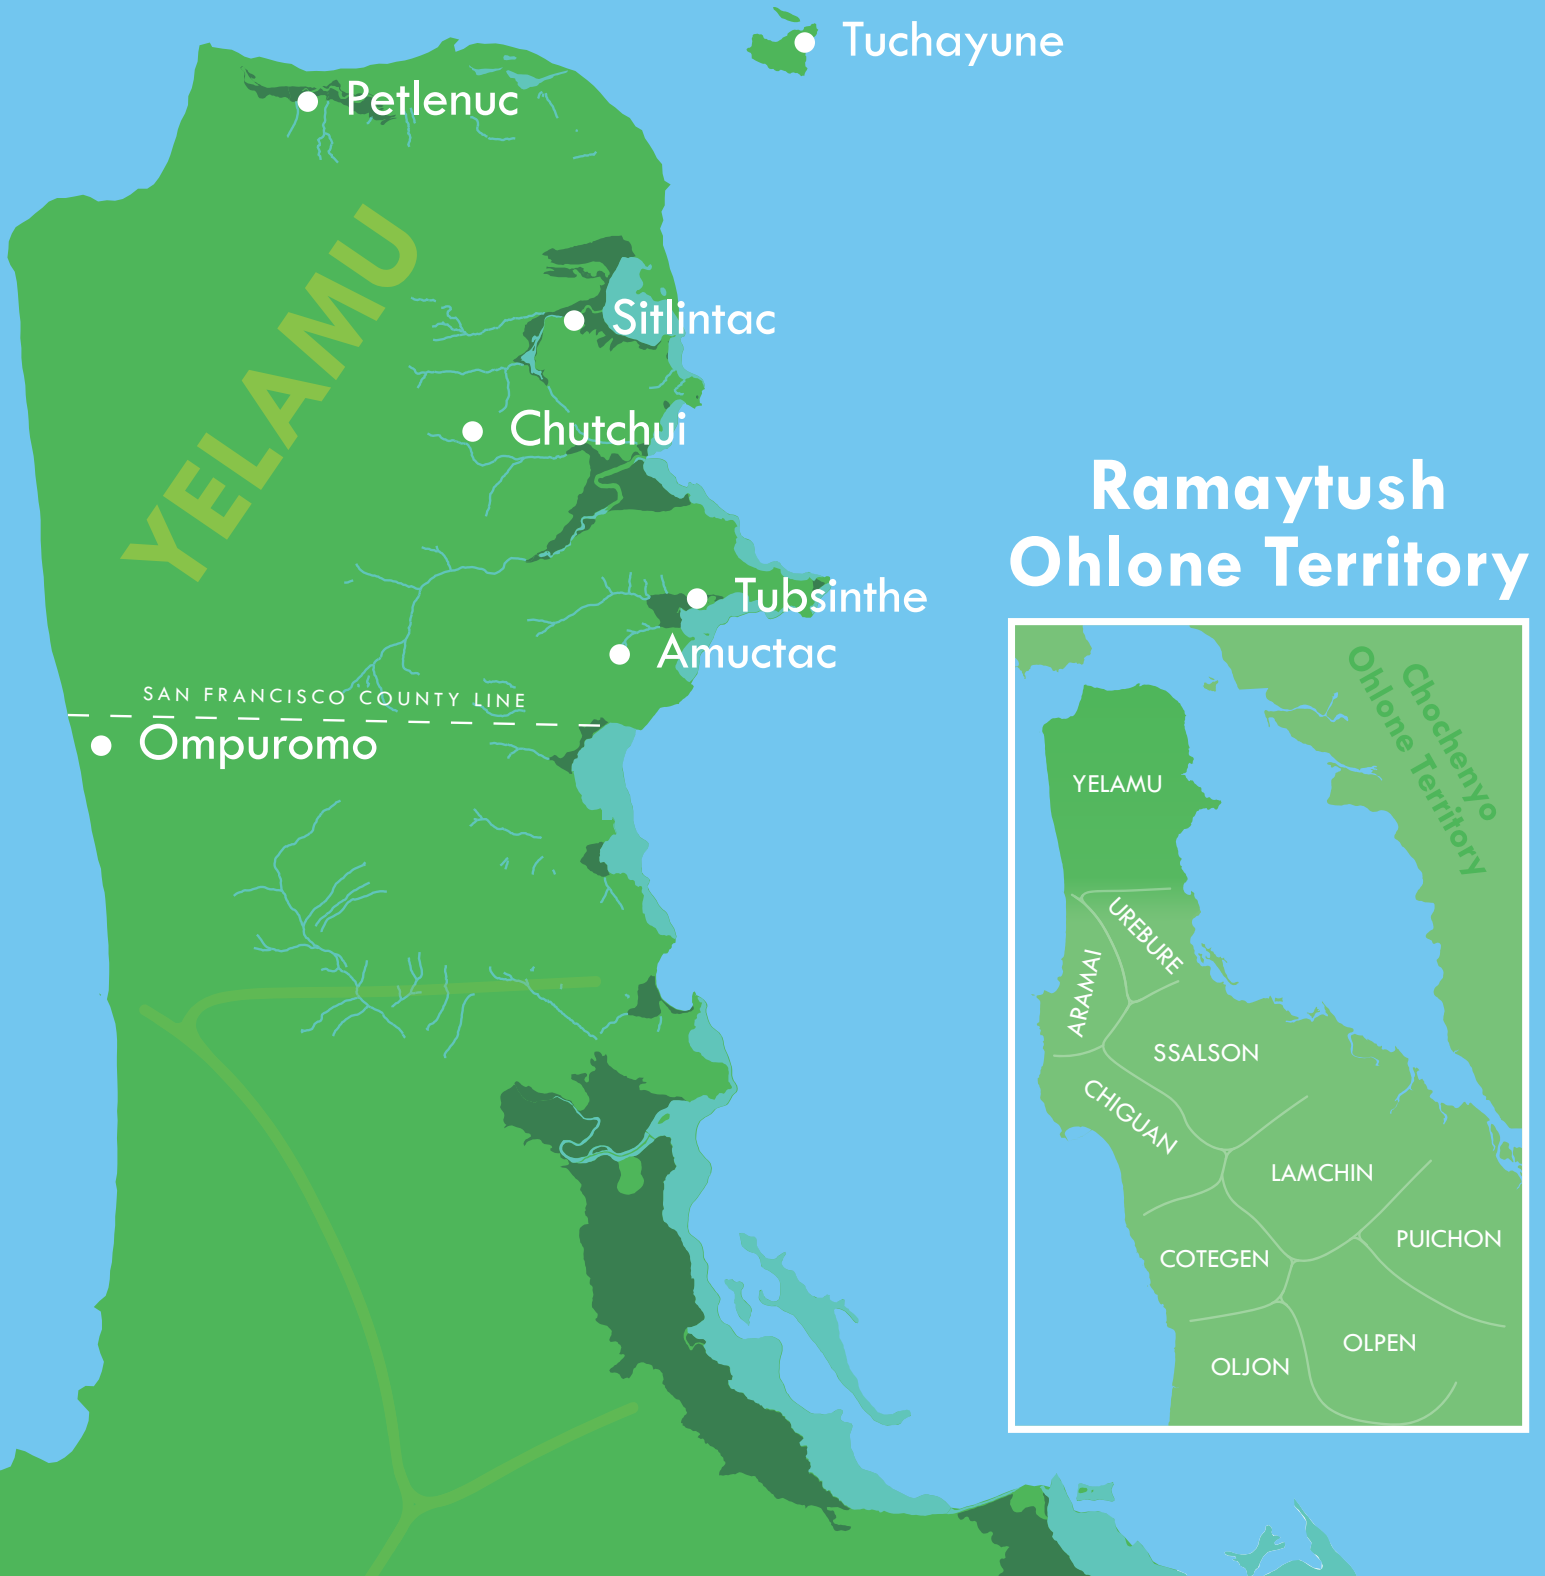 Tuchayune
Petlenuc
YELAMU
Sitlintac
Chutchui
Tubsinthe
Amuctac
SAN FRANCISCO COUNTY LINE
Ompuromo
Ramaytush
Ohlone Territory
Chochenyo
Ohlone Territory
YELAMU
UREBURE
ARAMAI
SSALSON
CHIGUAN
LAMCHIN
PUICHON
COTEGEN
OLPEN
OLJON